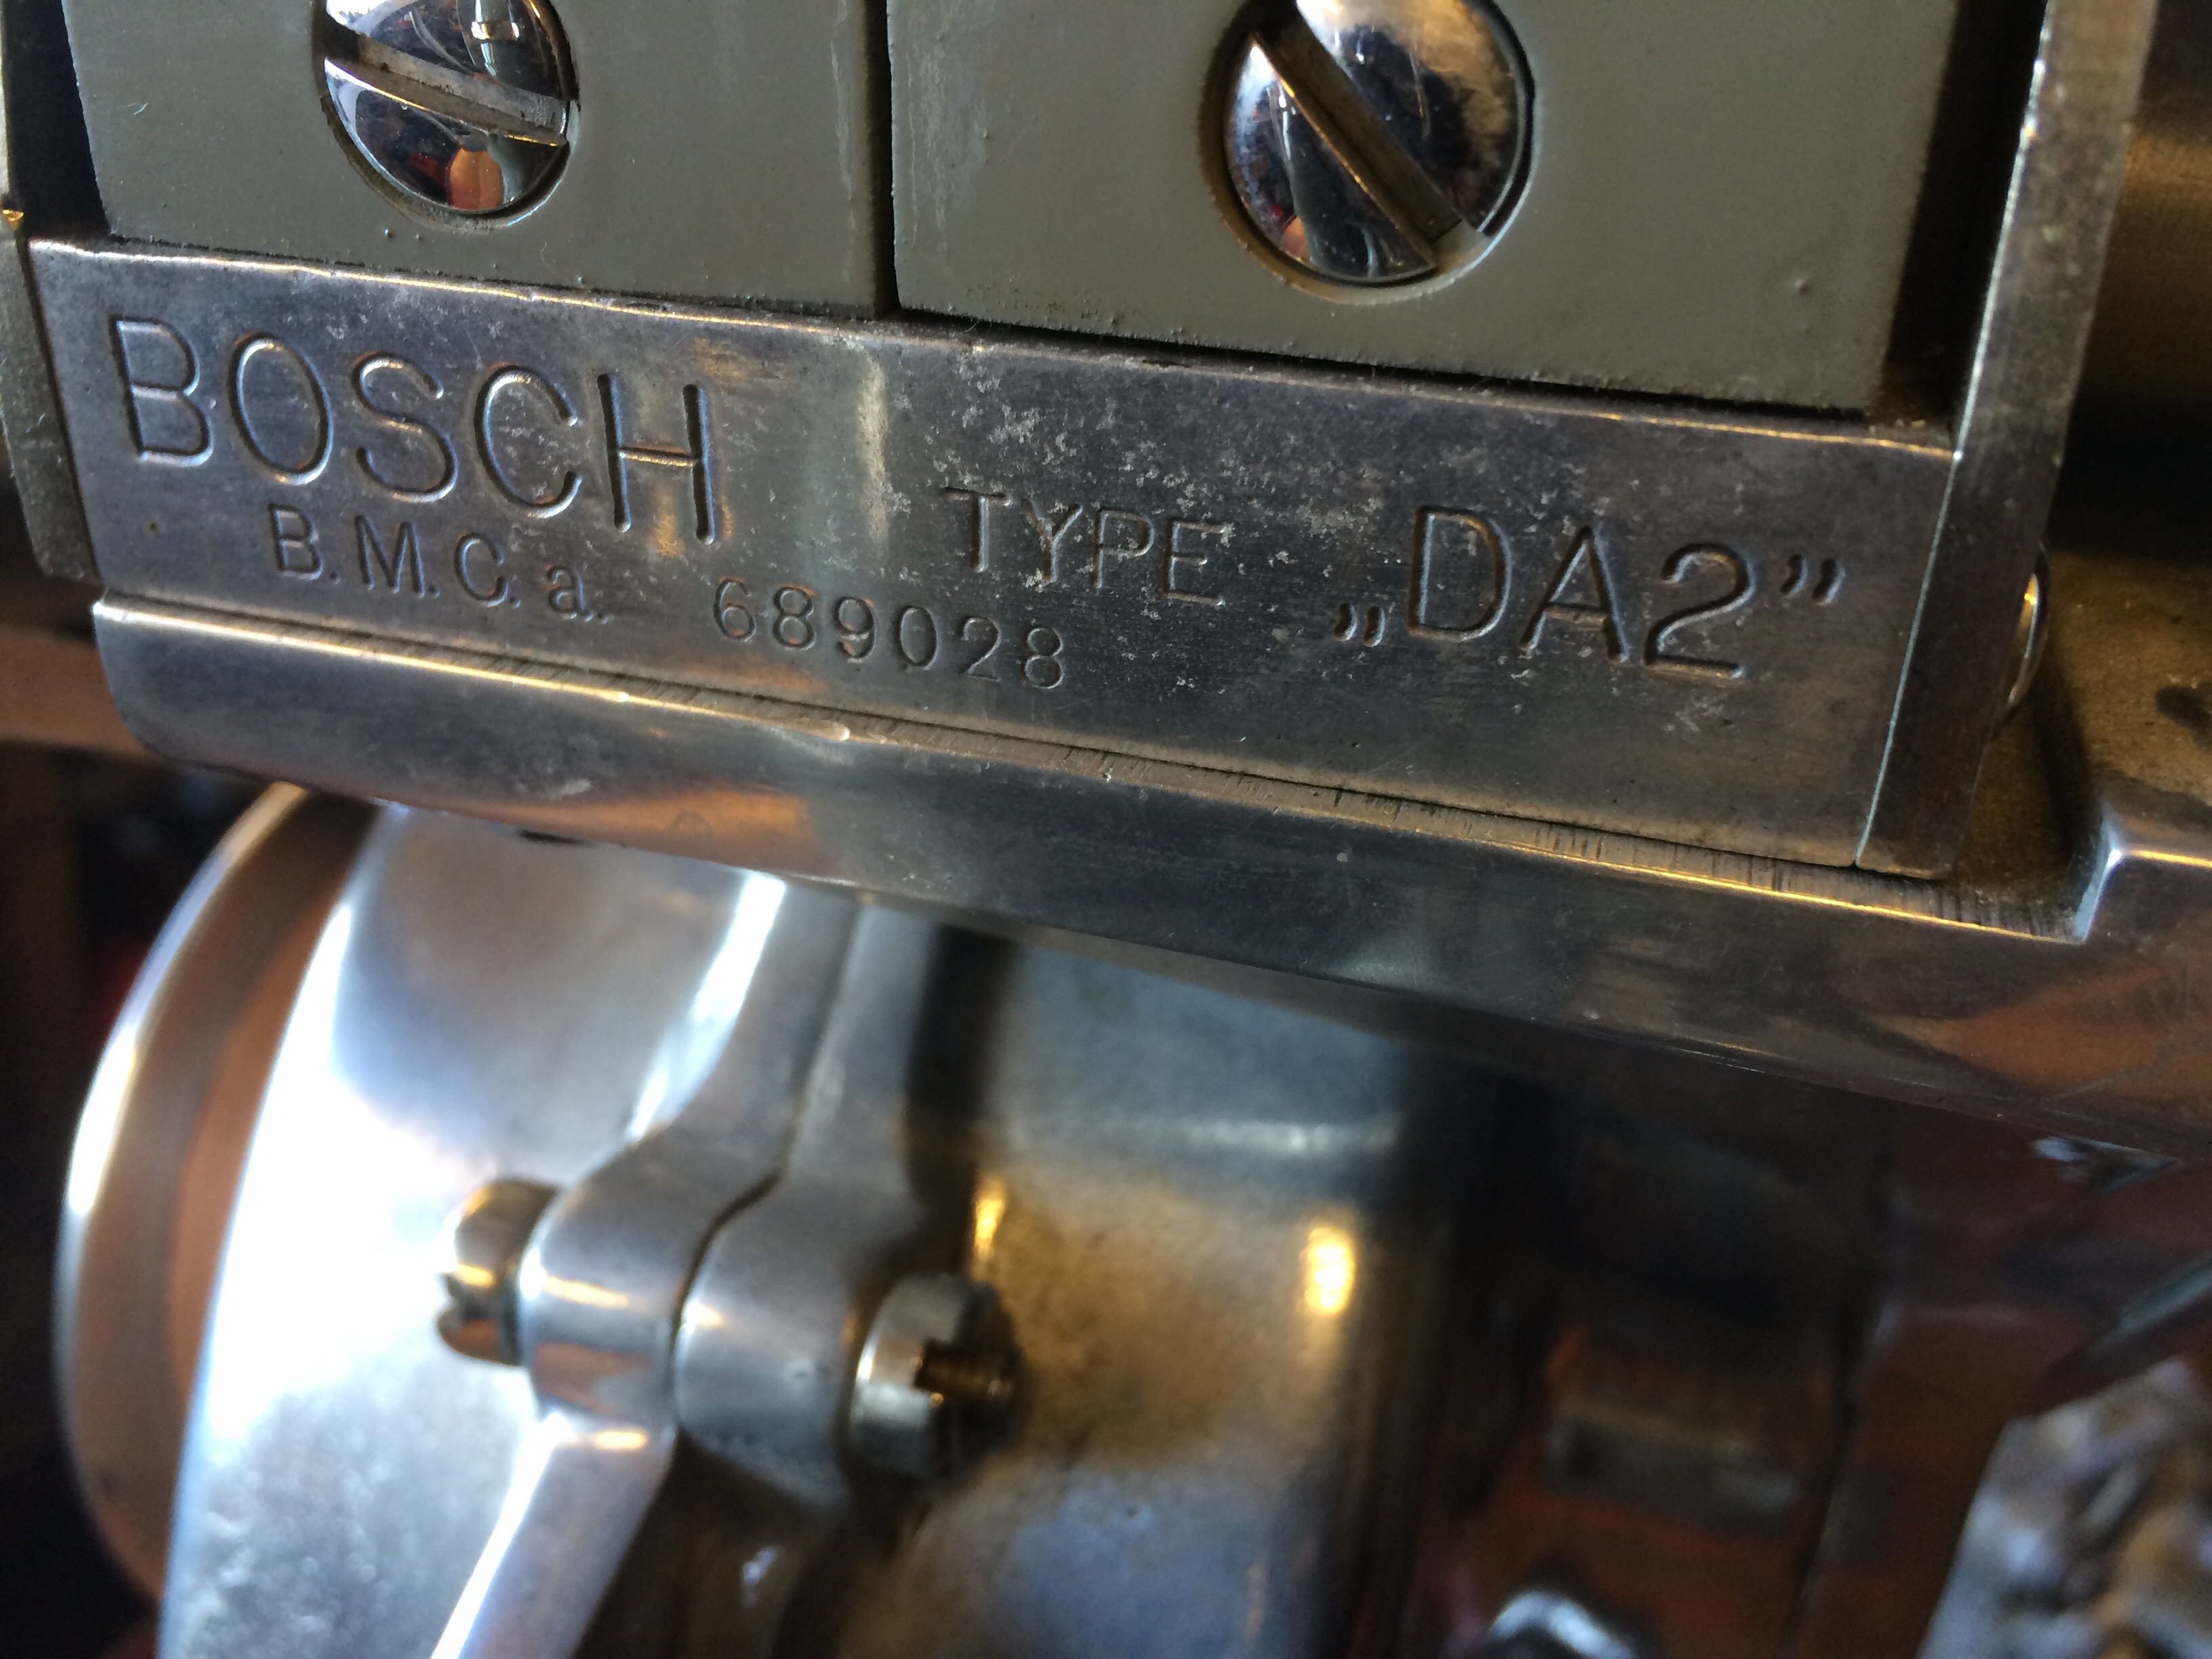 BOSCH
B.M.C. a. 689028
TYPE „DA2”